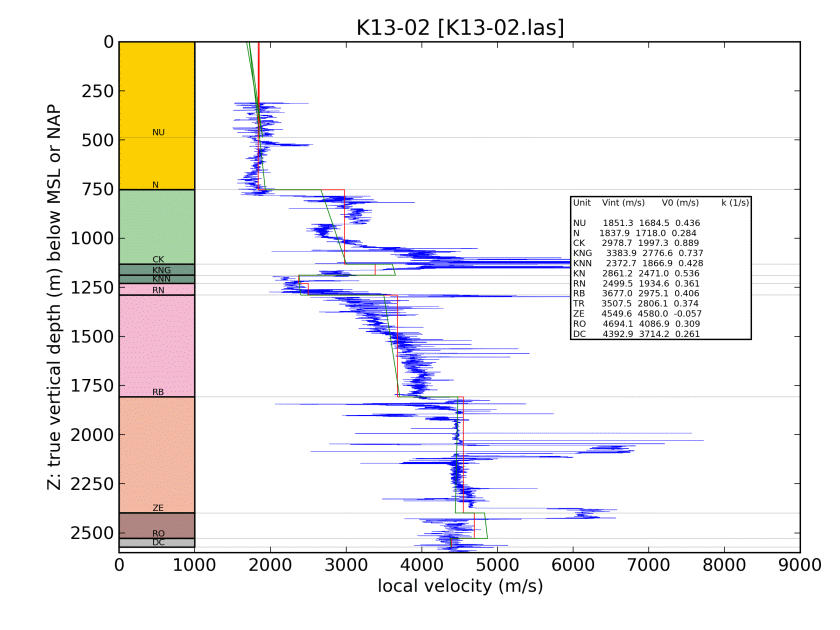 K13-02 [K13-02.las]
Z: true vertical depth (m) below MSL or NAP
0
250
500
750
1000
1250
1500
1750
2000
2250
2500
NU
N
CK
KNG
KNN
RN
RB
ZE
RO
DC
Unit Vint (m/s) V0 (m/s) k (1/s)
NU 1851.3 1684.5 0.436
N 1837.9 1718.0 0.284
CK 2978.7 1997.3 0.889
KNG 3383.9 2776.6 0.737
KNN 2372.7 1866.9 0.428
KN 2861.2 2471.0 0.536
RN 2499.5 1934.6 0.361
RB 3677.0 2975.1 0.406
TR 3507.5 2806.1 0.374
ZE 4549.6 4580.0 -0.057
RO 4694.1 4086.9 0.309
DC 4392.9 3714.2 0.261
0 1000 2000 3000 4000 5000 6000 7000 8000 9000
local velocity (m/s)